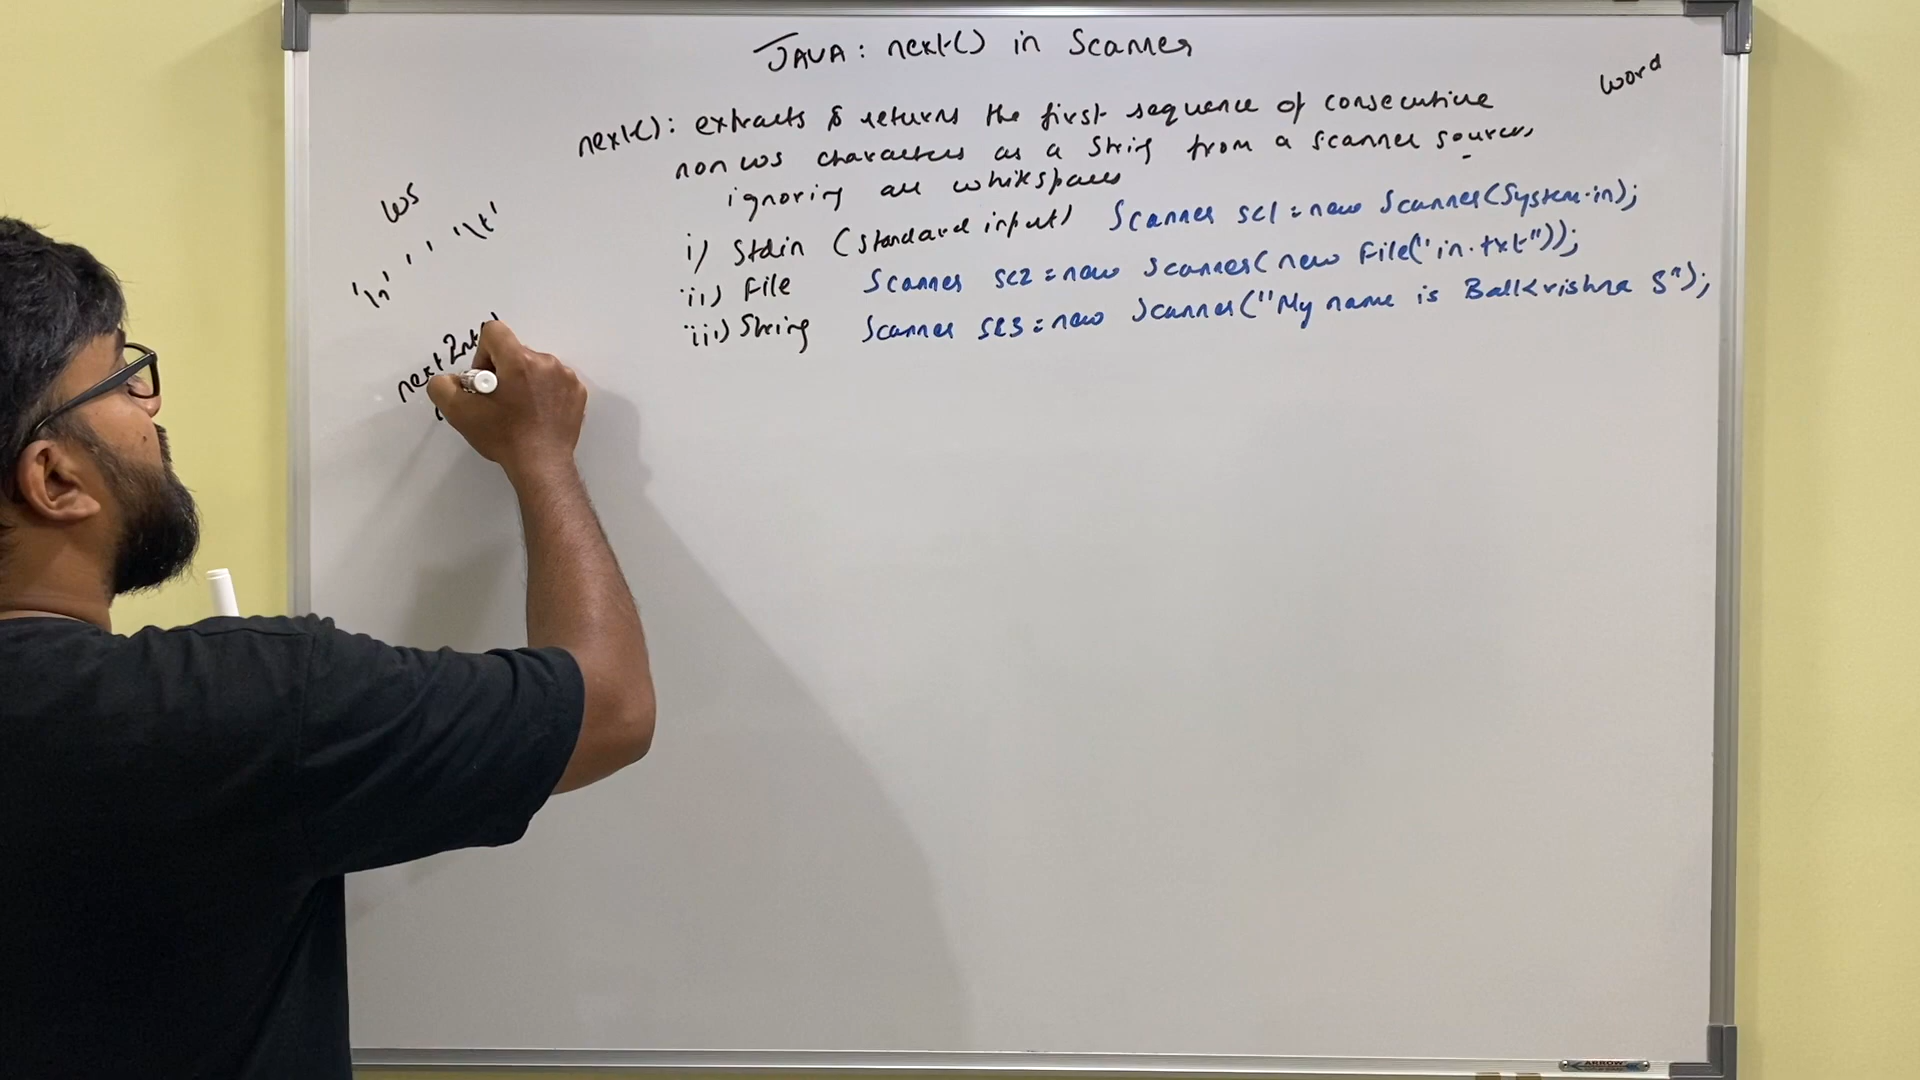 JAVA: next() in Scanner
word
next(): extracts & returns the first sequence of consecutive
non ws characters as a String from a scanner source,
ignoring all whitespaces
ws
'\n' ' ' '\t'
i) Stdin (standard input) Scanner sc1 = new Scanner(System.in);
ii) File Scanner sc2 = new Scanner(new File("in.txt"));
iii) String Scanner sc3 = new Scanner("My name is BalKrishna S");
nextInt()
ARROW